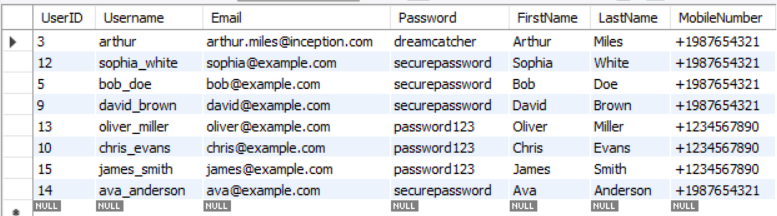 UserID Username Email Password FirstName LastName MobileNumber
3 arthur arthur.miles@inception.com dreamcatcher Arthur Miles +1987654321
12 sophia_white sophia@example.com securepassword Sophia White +1987654321
5 bob_doe bob@example.com securepassword Bob Doe +1987654321
9 david_brown david@example.com securepassword David Brown +1987654321
13 oliver_miller oliver@example.com password123 Oliver Miller +1234567890
10 chris_evans chris@example.com password123 Chris Evans +1234567890
15 james_smith james@example.com password123 James Smith +1234567890
14 ava_anderson ava@example.com securepassword Ava Anderson +1987654321
NULL NULL NULL NULL NULL NULL NULL